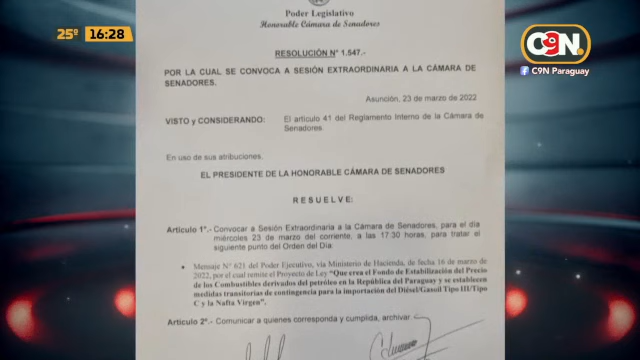 25º 16:28
C9N
C9N Paraguay
Poder Legislativo
Honorable Cámara de Senadores
RESOLUCIÓN N° 1.547.-
POR LA CUAL SE CONVOCA A SESIÓN EXTRAORDINARIA A LA CÁMARA DE
SENADORES.
Asunción, 23 de marzo de 2022
VISTO y CONSIDERANDO: El artículo 41 del Reglamento Interno de la Cámara de
Senadores.
En uso de sus atribuciones,
EL PRESIDENTE DE LA HONORABLE CÁMARA DE SENADORES
R E S U E L V E :
Artículo 1°.- Convocar a Sesión Extraordinaria a la Cámara de Senadores, para el día
miércoles 23 de marzo del corriente, a las 17:30 horas, para tratar el
siguiente punto del Orden del Día:
• Mensaje N° 621 del Poder Ejecutivo, vía Ministerio de Hacienda, de fecha 16 de marzo de
2022, por el cual remite el Proyecto de Ley "Que crea el Fondo de Estabilización del Precio
de los Combustibles derivados del petróleo en la República del Paraguay y se establecen
medidas transitorias de contingencia para la importación del Diésel/Gasoil Tipo III/Tipo
C y la Nafta Virgen".
Artículo 2°.- Comunicar a quienes corresponda y cumplida, archivar.